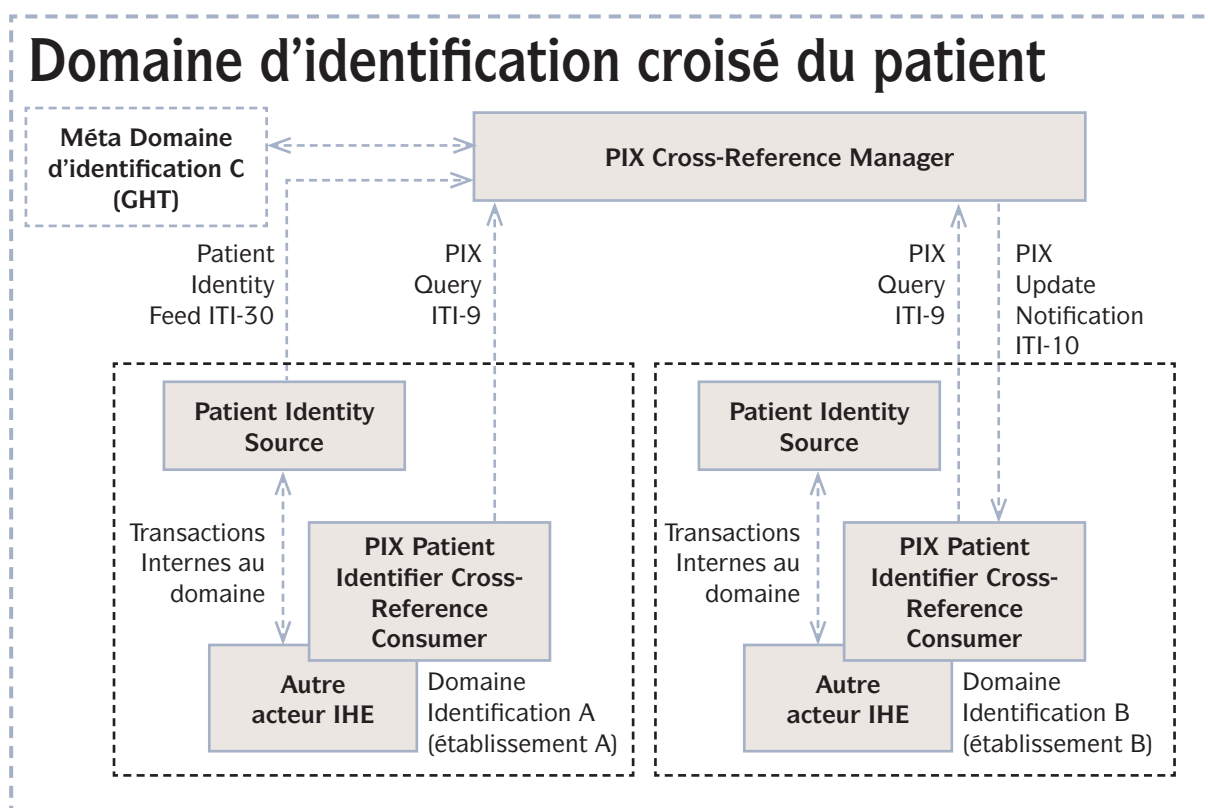 Domaine d'identification croisé du patient
Méta Domaine
d'identification C
(GHT)
PIX Cross-Reference Manager
Patient
Identity
Feed ITI-30
PIX
Query
ITI-9
PIX
Query
ITI-9
PIX
Update
Notification
ITI-10
Patient Identity
Source
Transactions
Internes au
domaine
PIX Patient
Identifier Cross-
Reference
Consumer
Autre
acteur IHE
Domaine
Identification A
(établissement A)
Patient Identity
Source
Transactions
Internes au
domaine
PIX Patient
Identifier Cross-
Reference
Consumer
Autre
acteur IHE
Domaine
Identification B
(établissement B)